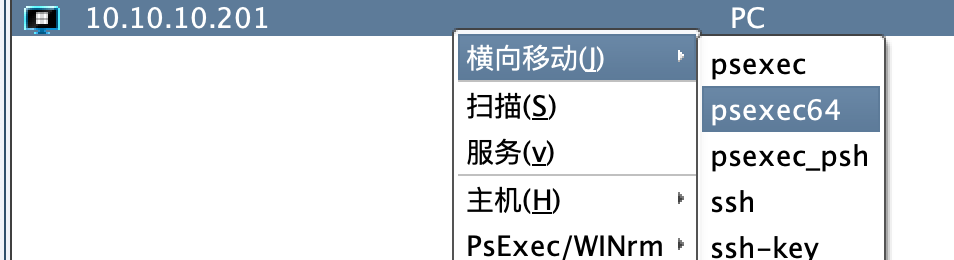 10.10.10.201 PC
横向移动(J)
扫描(S)
服务(v)
主机(H)
PsExec/WINrm
psexec
psexec64
psexec_psh
ssh
ssh-key